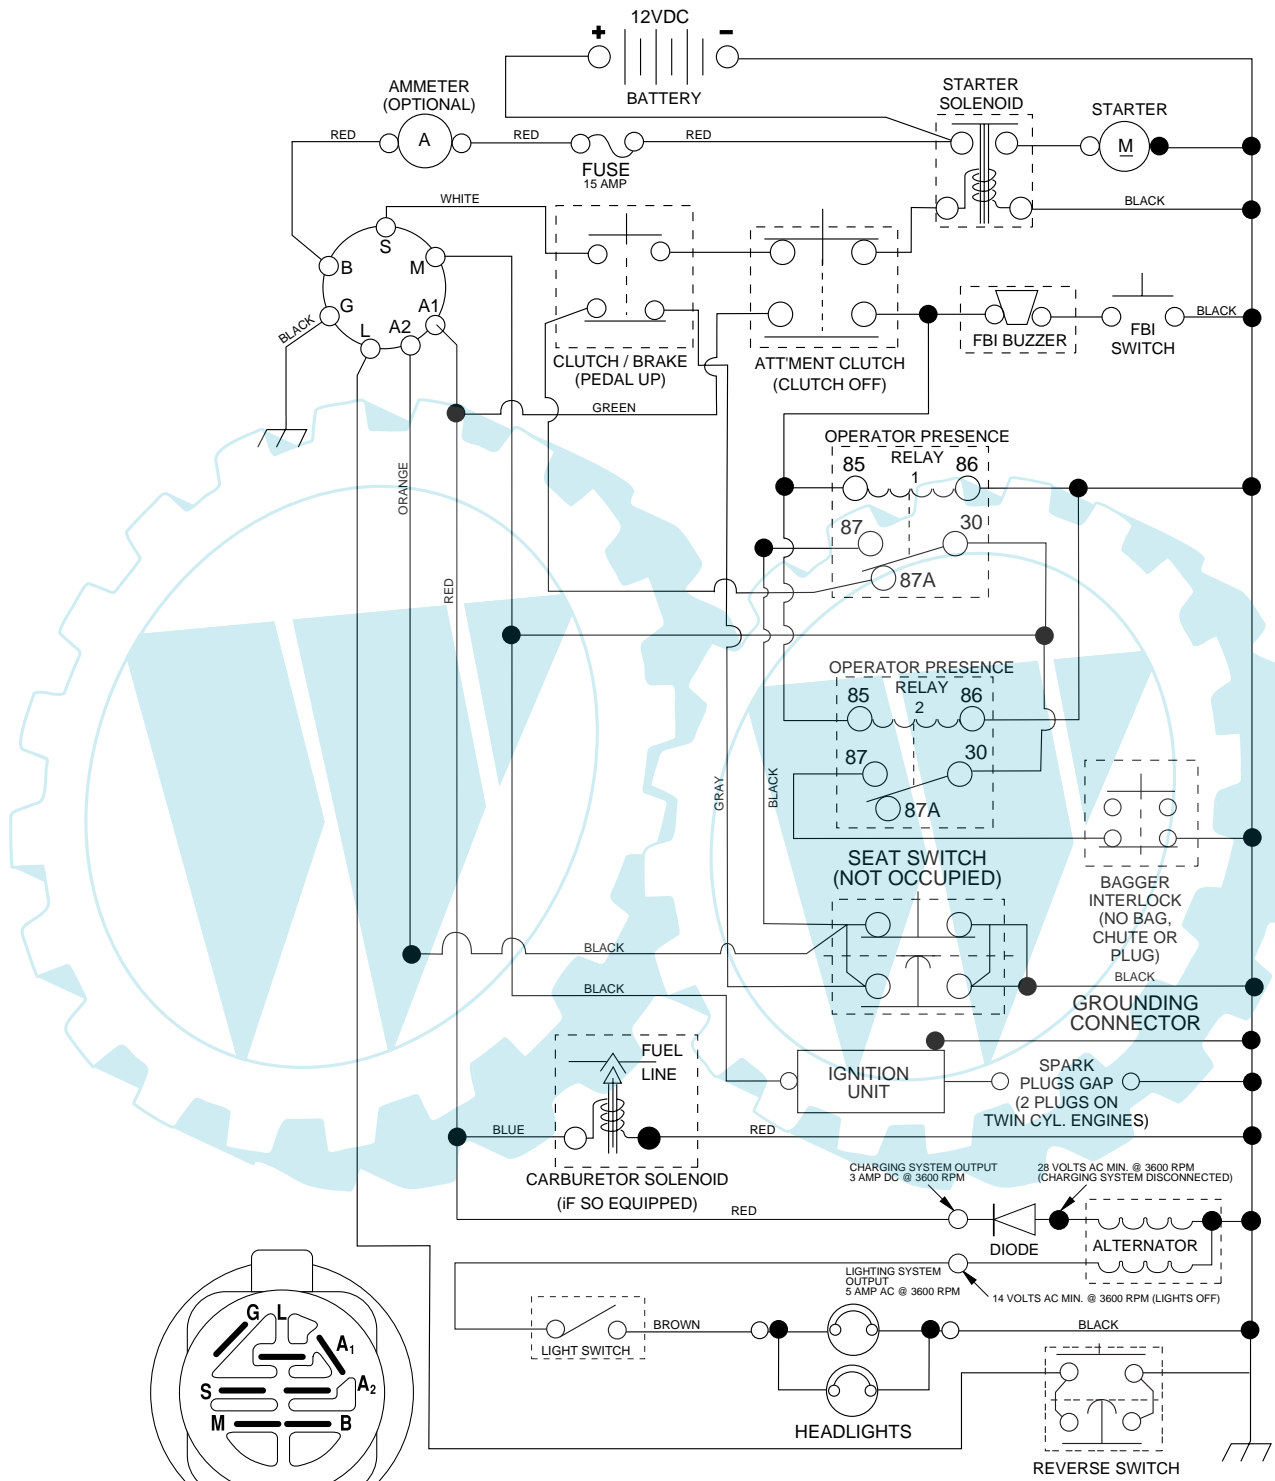 12VDC
+ −
BATTERY
AMMETER
(OPTIONAL)
STARTER
SOLENOID
STARTER
RED
A
RED
RED
M
FUSE
15 AMP
WHITE
BLACK
S
B
M
G
A1
L
A2
BLACK
CLUTCH / BRAKE
(PEDAL UP)
ATT'MENT CLUTCH
(CLUTCH OFF)
FBI BUZZER
FBI
SWITCH
BLACK
GREEN
OPERATOR PRESENCE
RELAY
1
85
86
87
30
87A
ORANGE
RED
OPERATOR PRESENCE
RELAY
2
85
86
87
30
87A
GRAY
BLACK
SEAT SWITCH
(NOT OCCUPIED)
BAGGER
INTERLOCK
(NO BAG,
CHUTE OR
PLUG)
BLACK
BLACK
BLACK
GROUNDING
CONNECTOR
FUEL
LINE
IGNITION
UNIT
SPARK
PLUGS GAP
(2 PLUGS ON
TWIN CYL. ENGINES)
BLUE
RED
CARBURETOR SOLENOID
(iF SO EQUIPPED)
CHARGING SYSTEM OUTPUT
3 AMP DC @ 3600 RPM
28 VOLTS AC MIN. @ 3600 RPM
(CHARGING SYSTEM DISCONNECTED)
RED
DIODE
ALTERNATOR
LIGHTING SYSTEM
OUTPUT
5 AMP AC @ 3600 RPM
14 VOLTS AC MIN. @ 3600 RPM (LIGHTS OFF)
BROWN
BLACK
LIGHT SWITCH
HEADLIGHTS
REVERSE SWITCH
G
L
A1
A2
S
M
B